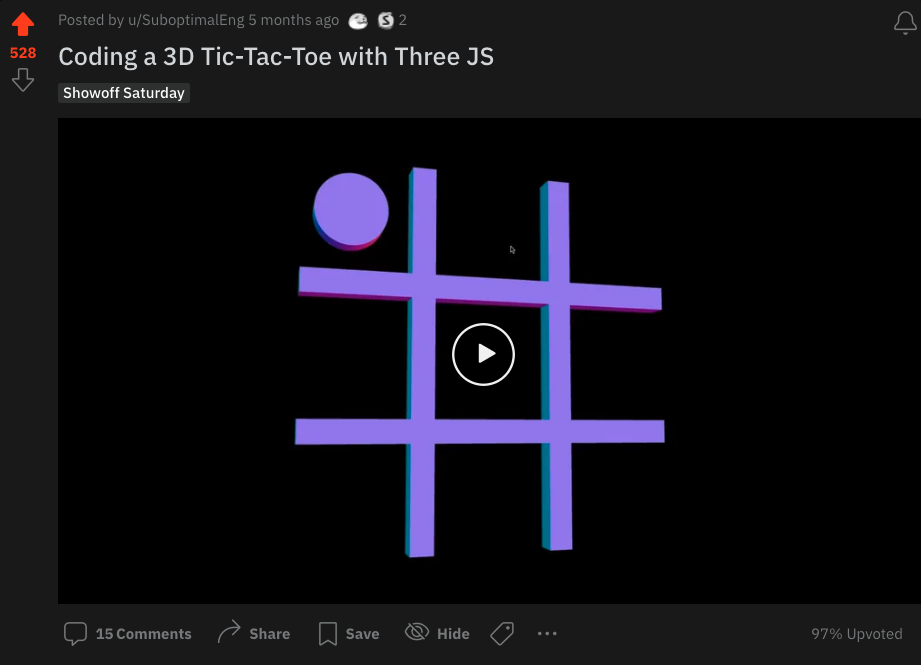 Posted by u/SuboptimalEng 5 months ago S 2
528
Coding a 3D Tic-Tac-Toe with Three JS
Showoff Saturday
15 Comments Share Save Hide ... 97% Upvoted